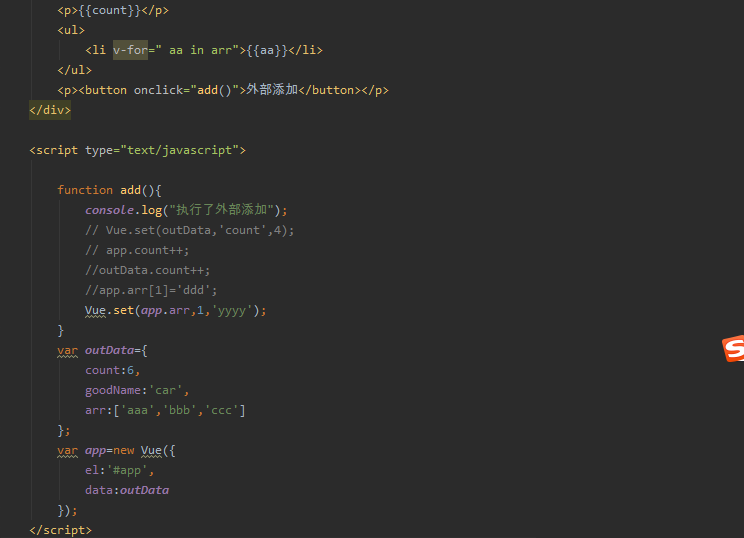 <p>{{count}}</p>
<ul>
<li v-for=" aa in arr">{{aa}}</li>
</ul>
<p><button onclick="add()">外部添加</button></p>
</div>
<script type="text/javascript">
function add(){
console.log("执行了外部添加");
// Vue.set(outData,'count',4);
// app.count++;
//outData.count++;
//app.arr[1]='ddd';
Vue.set(app.arr,1,'yyyy');
}
var outData={
count:6,
goodName:'car',
arr:['aaa','bbb','ccc']
};
var app=new Vue({
el:'#app',
data:outData
});
</script>